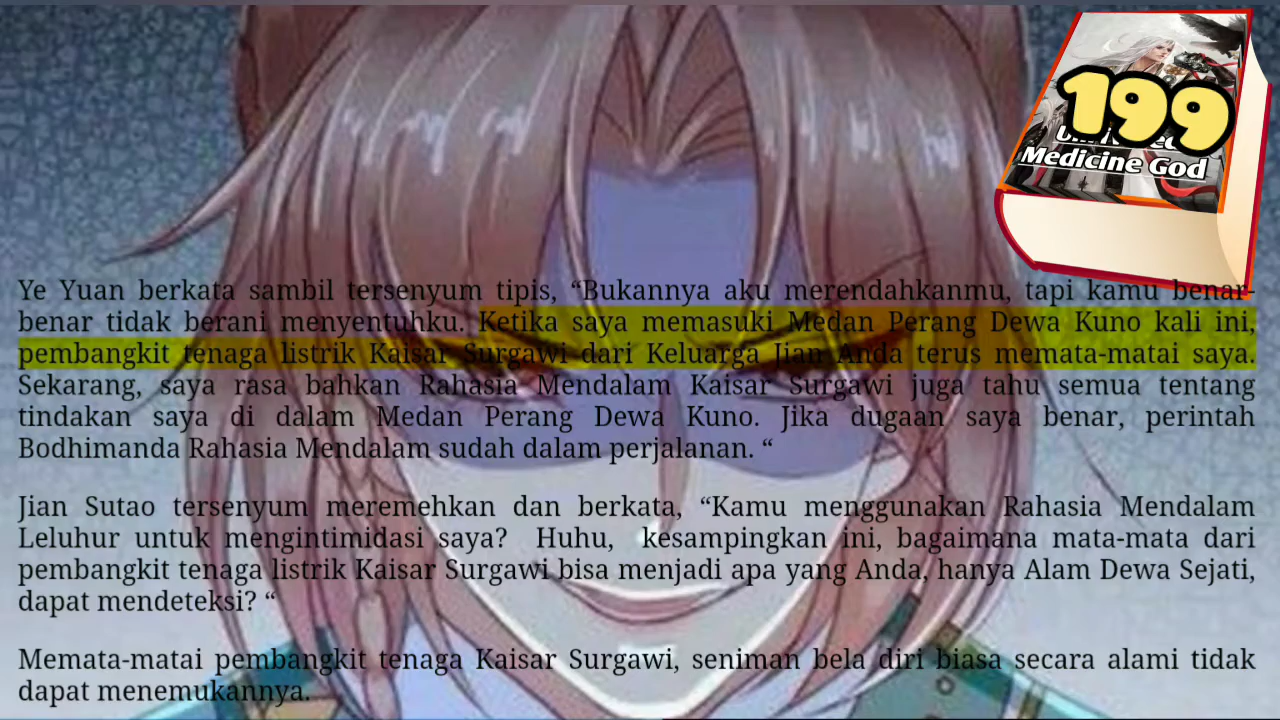 199
Medicine God
Ye Yuan berkata sambil tersenyum tipis, “Bukannya aku merendahkanmu, tapi kamu benar-
benar tidak berani menyentuhku. Ketika saya memasuki Medan Perang Dewa Kuno kali ini,
pembangkit tenaga listrik Kaisar Surgawi dari Keluarga Jian Anda terus memata-matai saya.
Sekarang, saya rasa bahkan Rahasia Mendalam Kaisar Surgawi juga tahu semua tentang
tindakan saya di dalam Medan Perang Dewa Kuno. Jika dugaan saya benar, perintah
Bodhimanda Rahasia Mendalam sudah dalam perjalanan. “
Jian Sutao tersenyum meremehkan dan berkata, “Kamu menggunakan Rahasia Mendalam
Leluhur untuk mengintimidasi saya? Huhu, kesampingkan ini, bagaimana mata-mata dari
pembangkit tenaga listrik Kaisar Surgawi bisa menjadi apa yang Anda, hanya Alam Dewa Sejati,
dapat mendeteksi? “
Memata-matai pembangkit tenaga Kaisar Surgawi, seniman bela diri biasa secara alami tidak
dapat menemukannya.